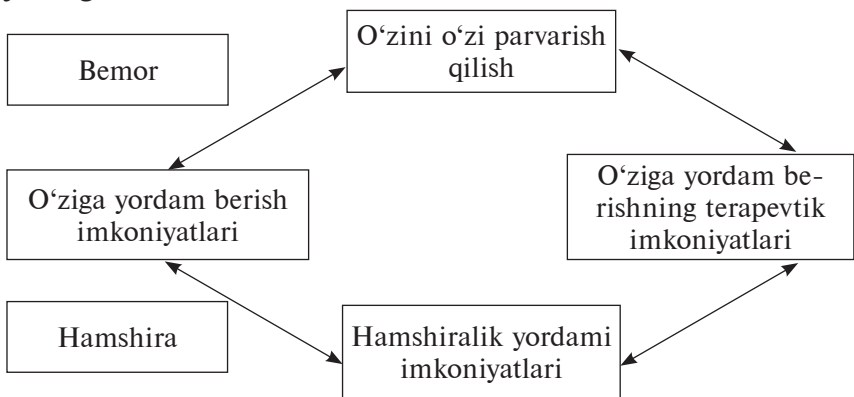 O‘zini o‘zi parvarish
qilish
Bemor
O‘ziga yordam berish
imkoniyatlari
O‘ziga yordam be-
rishning terapevtik
imkoniyatlari
Hamshira
Hamshiralik yordami
imkoniyatlari